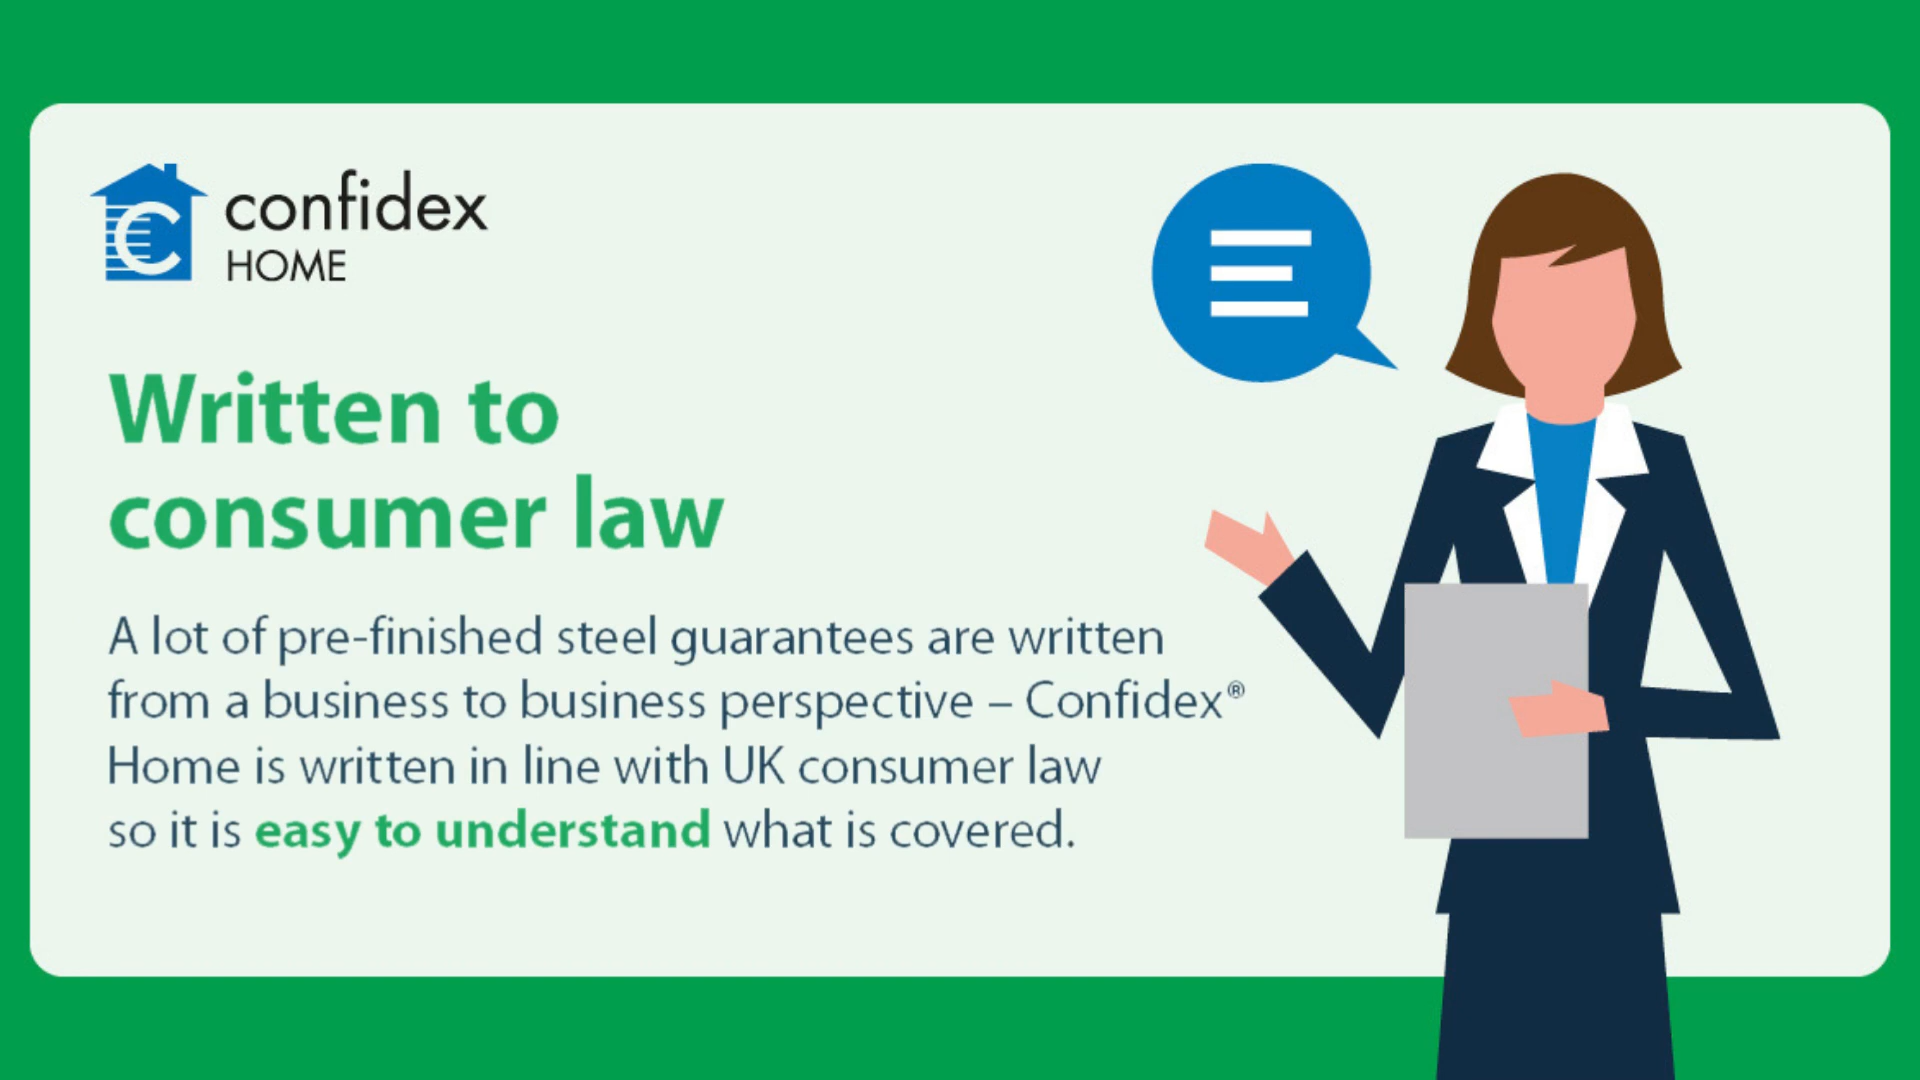 confidex
HOME
Written to
consumer law
A lot of pre-finished steel guarantees are written
from a business to business perspective – Confidex®
Home is written in line with UK consumer law
so it is easy to understand what is covered.